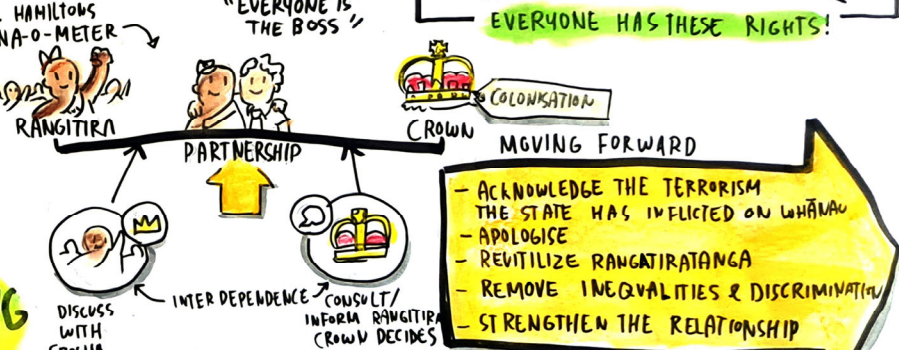 HAMILTONS
NA-O-METER
"EVERYONE IS
THE BOSS"
EVERYONE HAS THESE RIGHTS!
RANGITIRA
PARTNERSHIP
CROWN
COLONISATION
DISCUSS
WITH
INTERDEPENDENCE
CONSULT/
INFORM RANGITIRA
CROWN DECIDES
G
MOVING FORWARD
- ACKNOWLEDGE THE TERRORISM
THE STATE HAS INFLICTED ON WHĀNAU
- APOLOGISE
- REVITILIZE RANGATIRATANGA
- REMOVE INEQUALITIES & DISCRIMINATION
- STRENGTHEN THE RELATIONSHIP